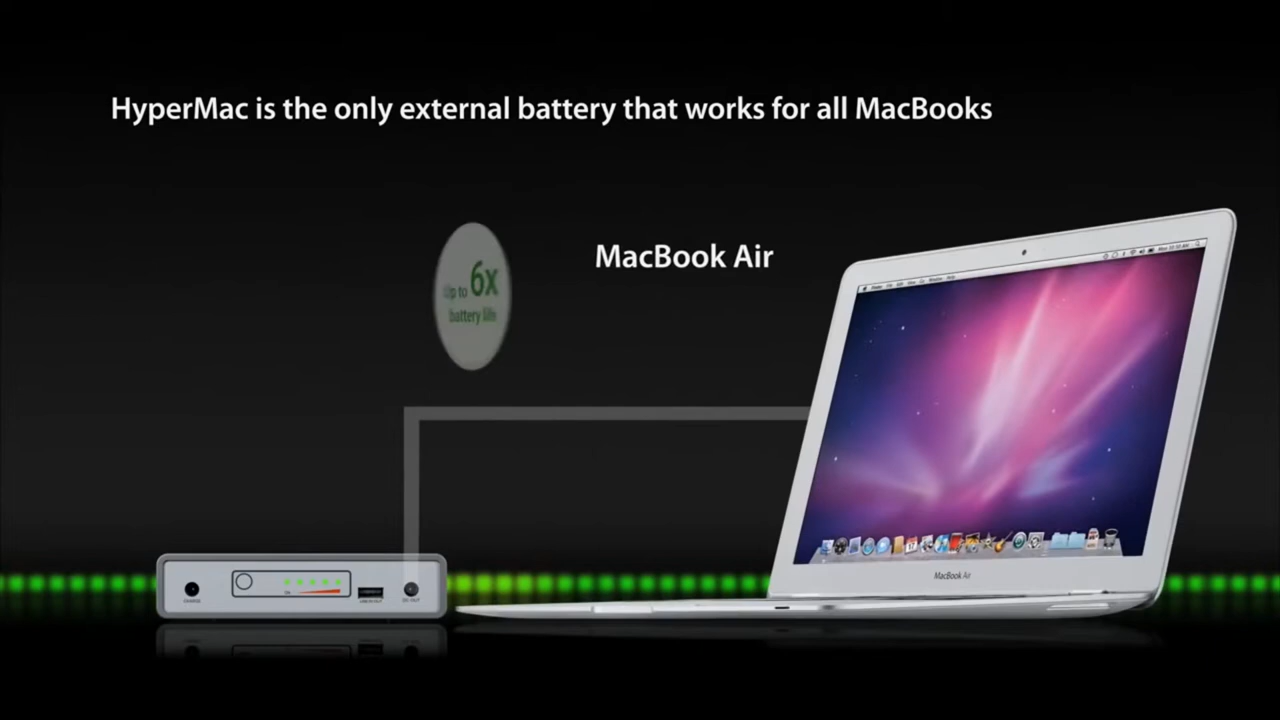 HyperMac is the only external battery that works for all MacBooks
MacBook Air
Up to 6x
battery life
MacBook Air
CHARGE